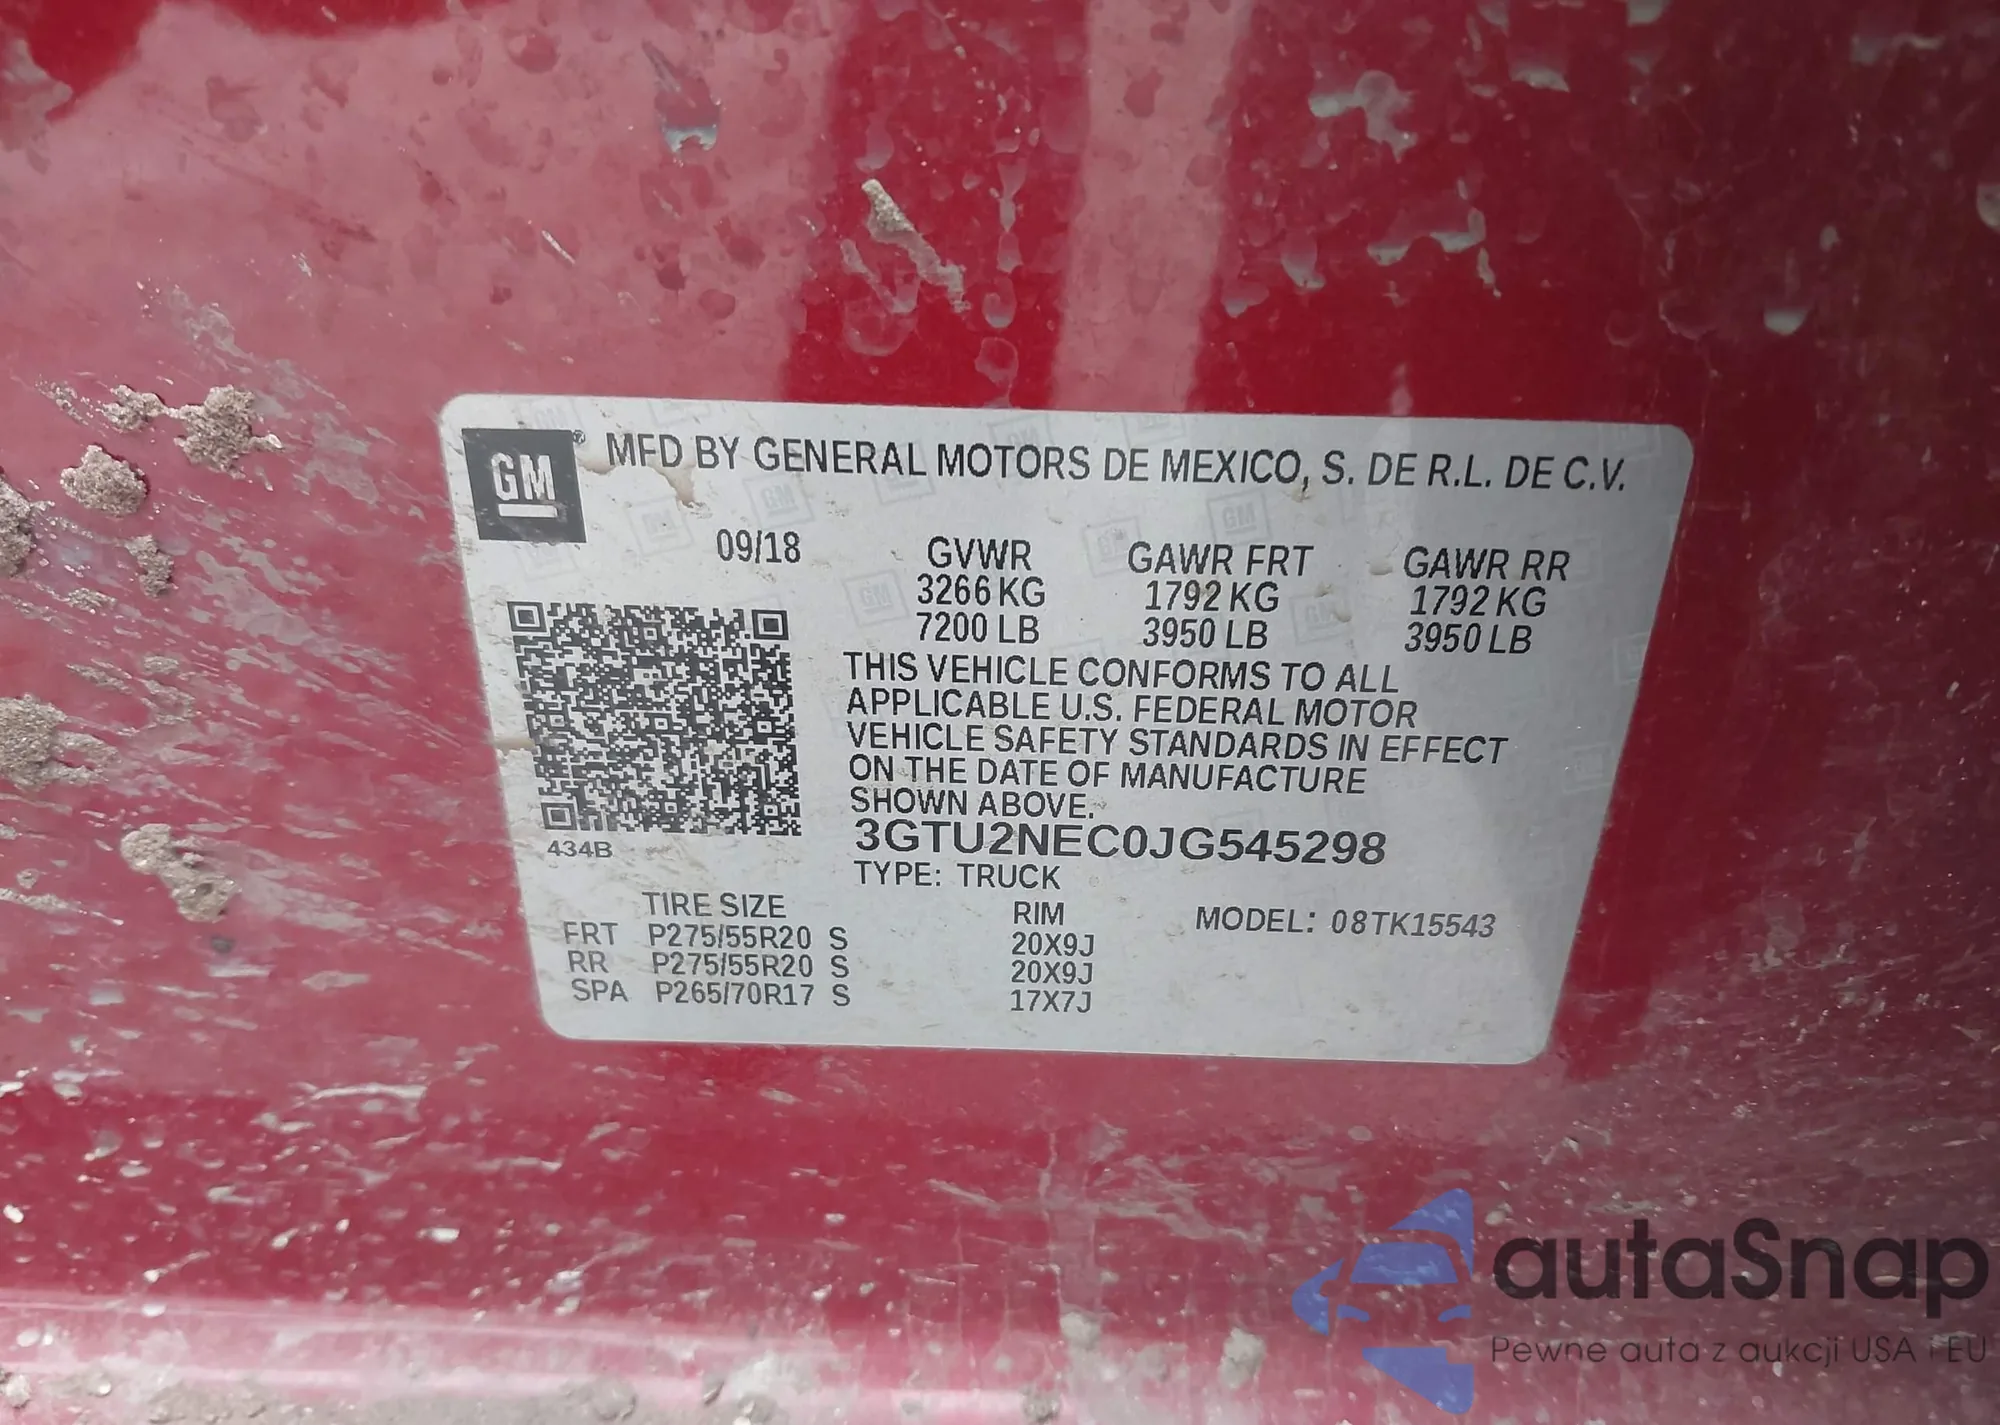 GM® MFD BY GENERAL MOTORS DE MEXICO, S. DE R.L. DE C.V.
09/18 GVWR GAWR FRT GAWR RR
3266 KG 1792 KG 1792 KG
7200 LB 3950 LB 3950 LB
THIS VEHICLE CONFORMS TO ALL
APPLICABLE U.S. FEDERAL MOTOR
VEHICLE SAFETY STANDARDS IN EFFECT
ON THE DATE OF MANUFACTURE
SHOWN ABOVE.
3GTU2NEC0JG545298
434B
TYPE: TRUCK
TIRE SIZE RIM MODEL: 08TK15543
FRT P275/55R20 S 20X9J
RR P275/55R20 S 20X9J
SPA P265/70R17 S 17X7J
autaSnap
Pewne auta z aukcji USA i EU